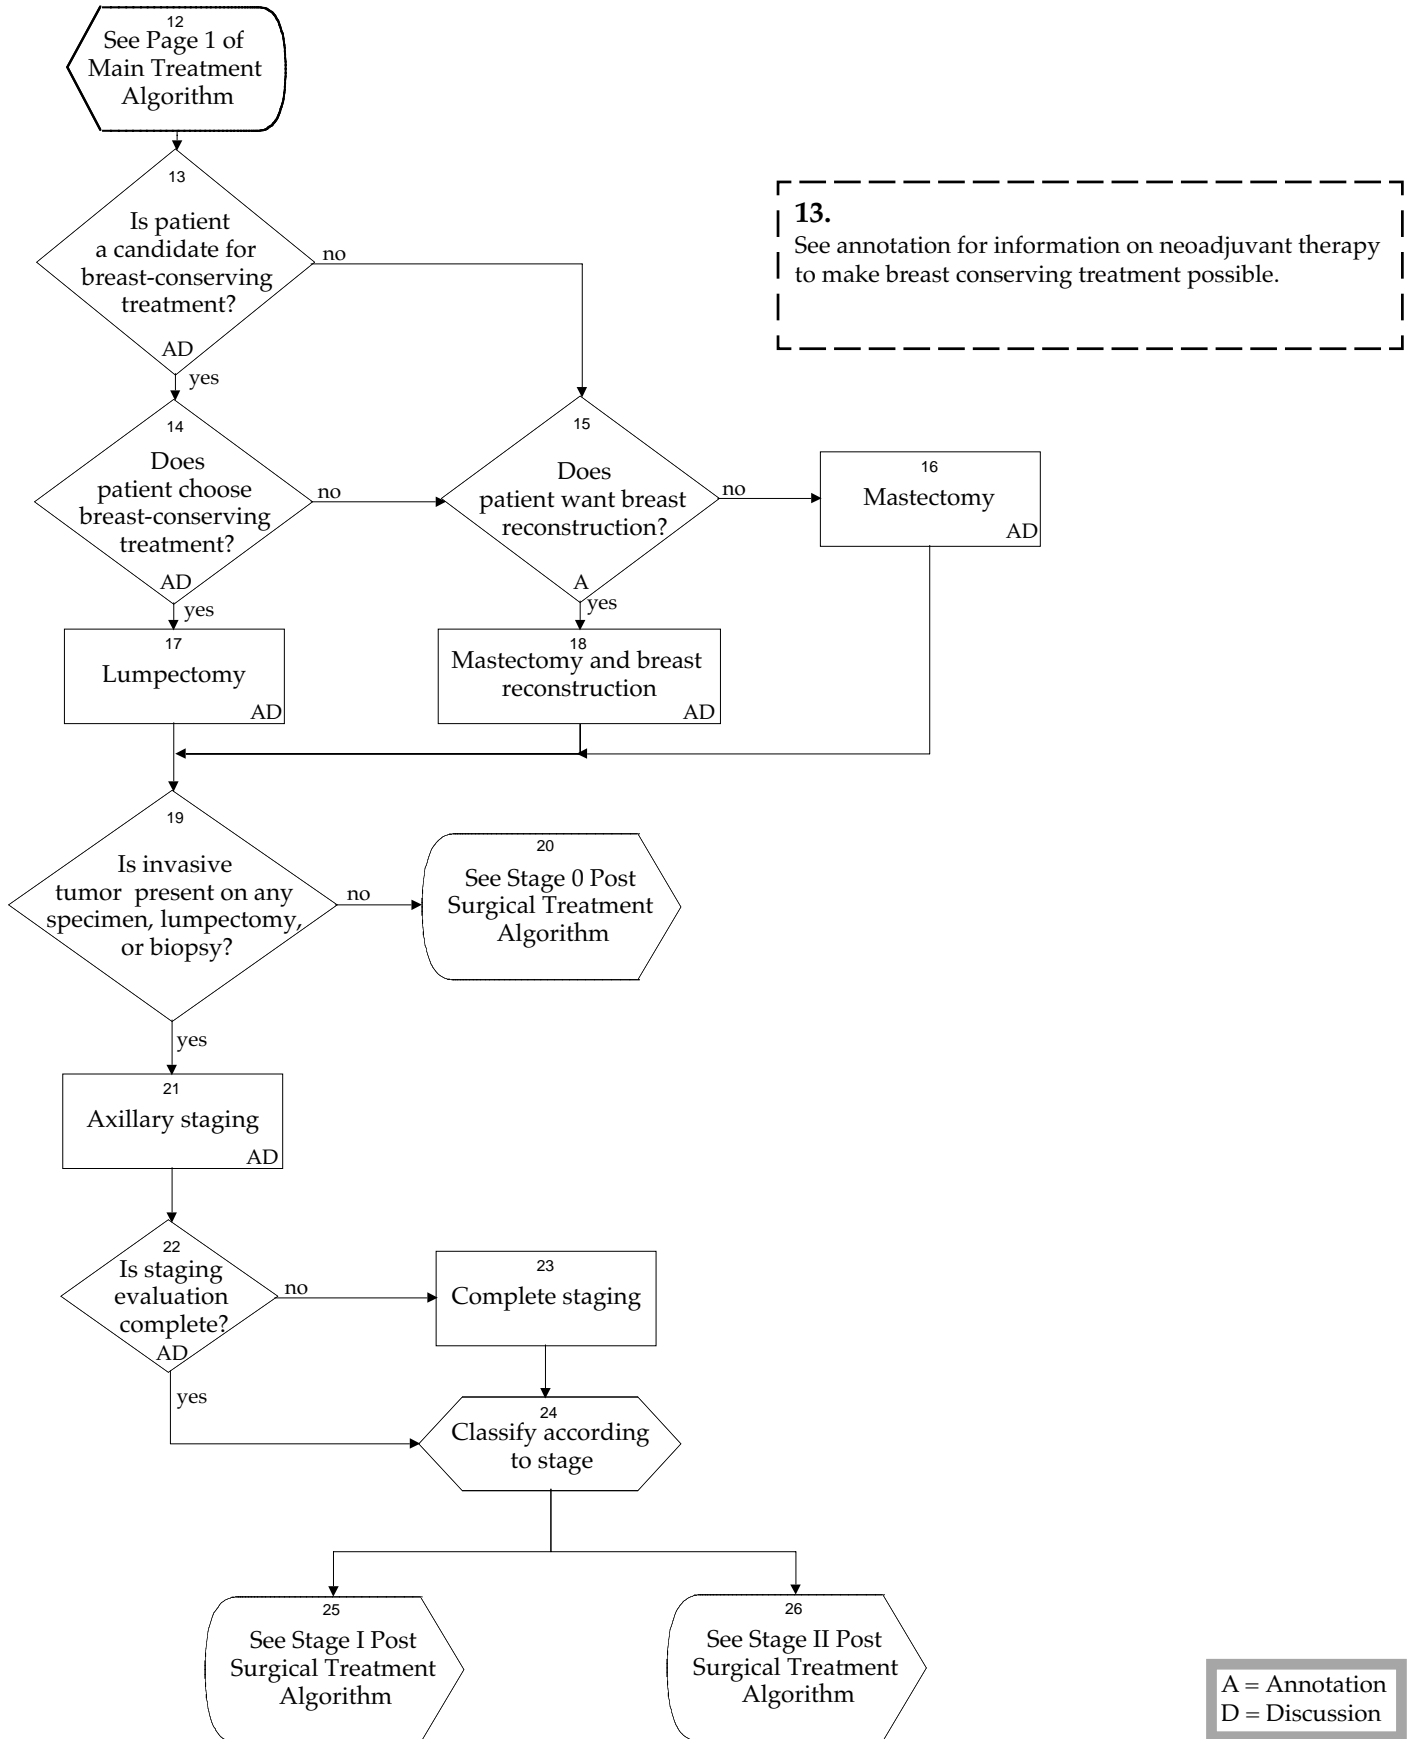 12
See Page 1 of
Main Treatment
Algorithm
13
Is patient
a candidate for
breast-conserving
treatment?
AD
no
yes
13.
See annotation for information on neoadjuvant therapy
to make breast conserving treatment possible.
14
Does
patient choose
breast-conserving
treatment?
AD
no
yes
15
Does
patient want breast
reconstruction?
A
no
yes
16
Mastectomy
AD
17
Lumpectomy
AD
18
Mastectomy and breast
reconstruction
AD
19
Is invasive
tumor present on any
specimen, lumpectomy,
or biopsy?
no
yes
20
See Stage 0 Post
Surgical Treatment
Algorithm
21
Axillary staging
AD
22
Is staging
evaluation
complete?
AD
no
yes
23
Complete staging
24
Classify according
to stage
25
See Stage I Post
Surgical Treatment
Algorithm
26
See Stage II Post
Surgical Treatment
Algorithm
A = Annotation
D = Discussion